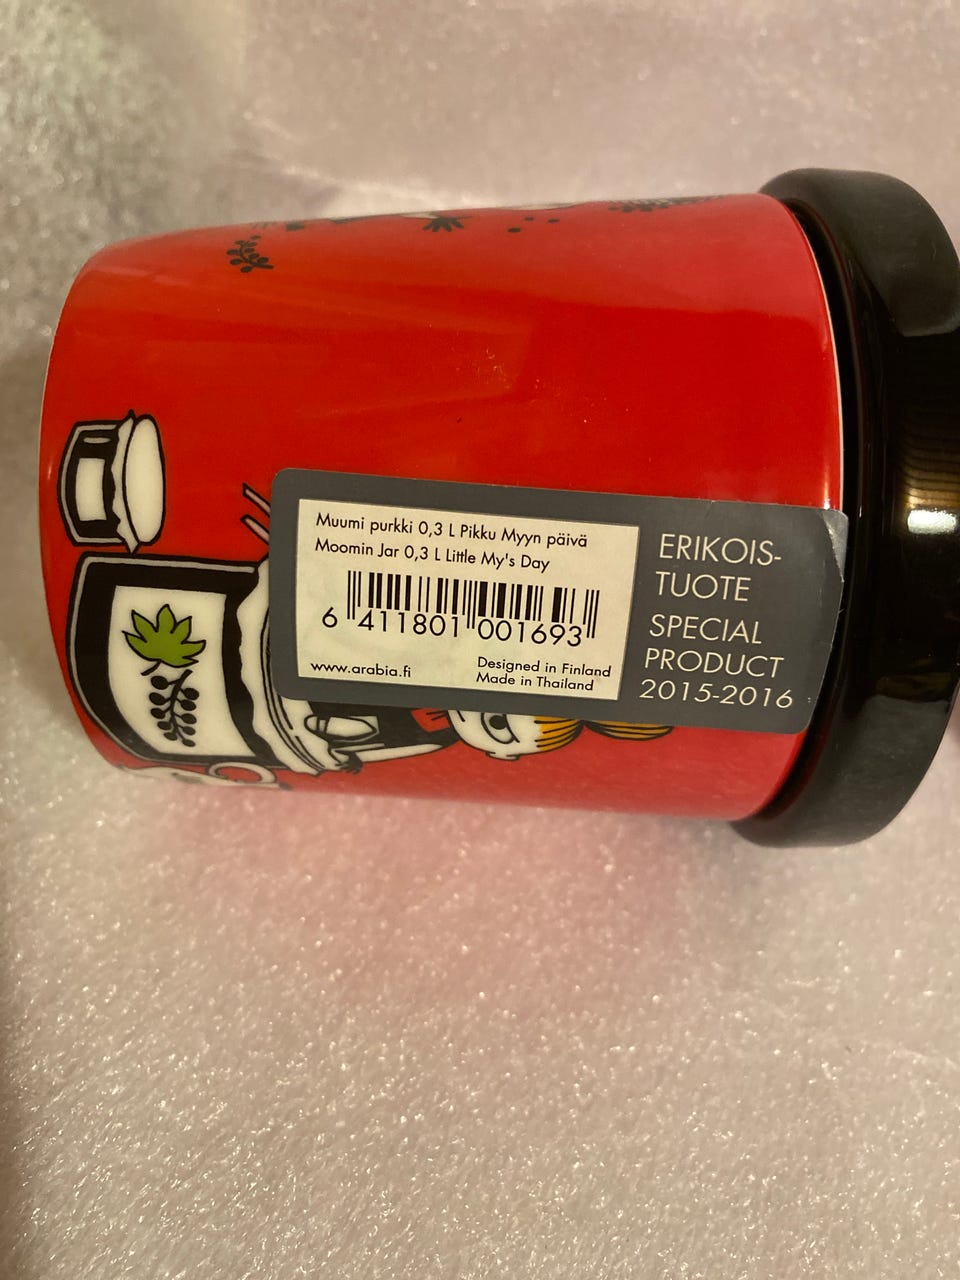 Muumi purkki 0,3 L Pikku Myyn päivä
Moomin Jar 0,3 L Little My's Day
6 411801 001693
www.arabia.fi
Designed in Finland
Made in Thailand
ERIKOIS-
TUOTE
SPECIAL
PRODUCT
2015-2016